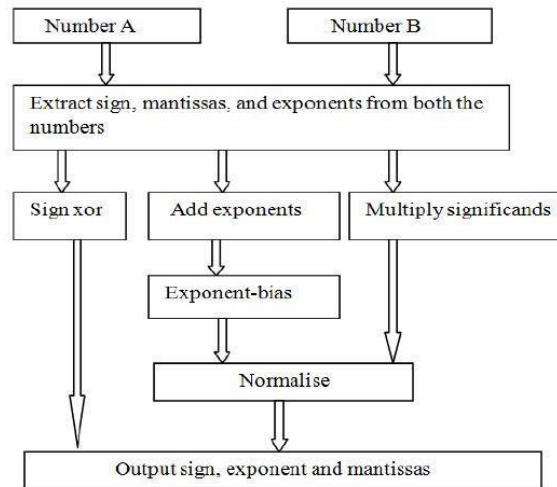 Number A
Number B
Extract sign, mantissas, and exponents from both the
numbers
Sign xor
Add exponents
Multiply significands
Exponent-bias
Normalise
Output sign, exponent and mantissas